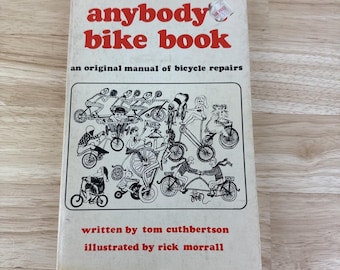 anybody's
bike book
an original manual of bicycle repairs
written by tom cuthbertson
illustrated by rick morrall